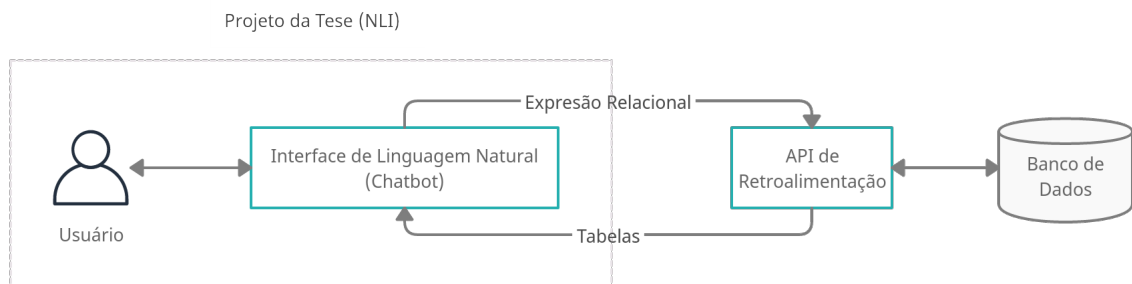 Projeto da Tese (NLI)
Expresão Relacional
Interface de Linguagem Natural
(Chatbot)
API de
Retroalimentação
Banco de
Dados
Usuário
Tabelas